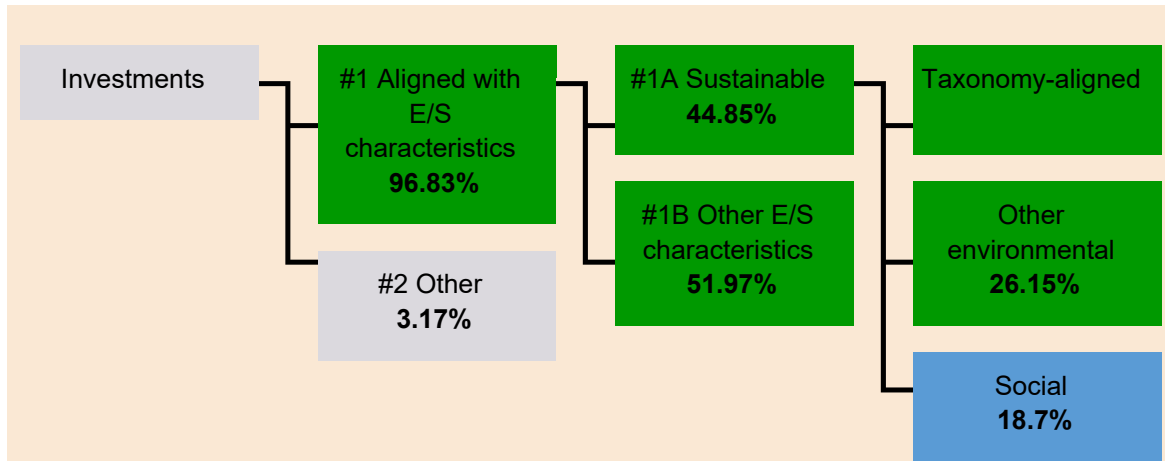 Investments
#1 Aligned with
E/S
characteristics
96.83%
#2 Other
3.17%
#1A Sustainable
44.85%
#1B Other E/S
characteristics
51.97%
Taxonomy-aligned
Other
environmental
26.15%
Social
18.7%